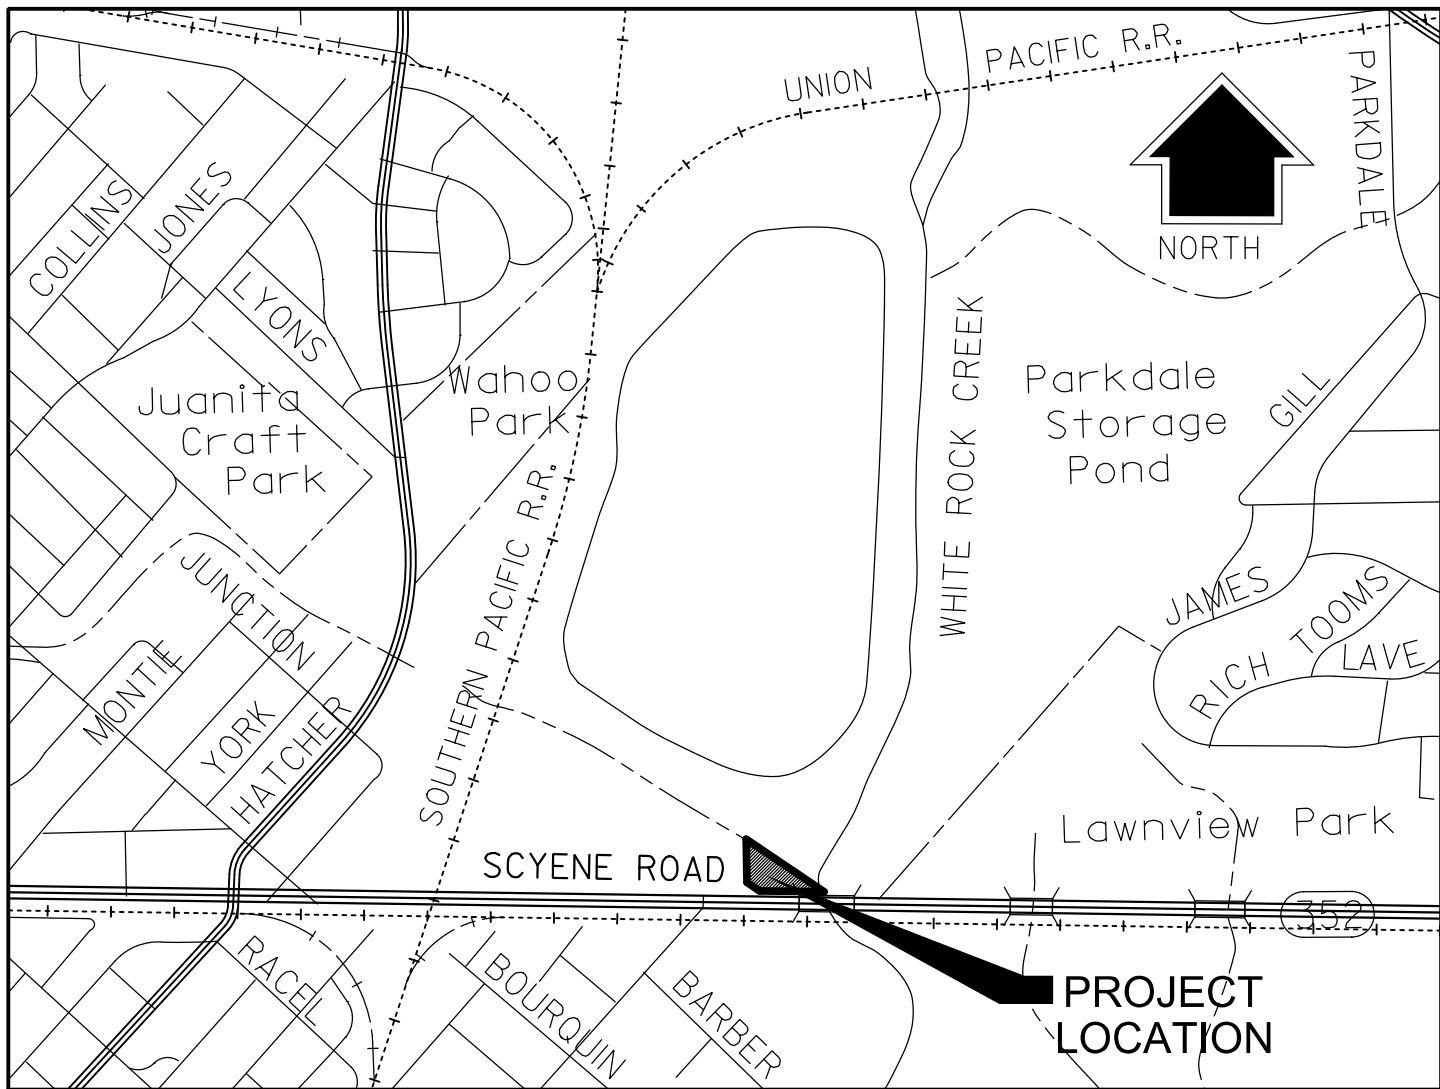 UNION
PACIFIC R.R.
PARKDALE
NORTH
COLLINS
JONES
LYONS
Juanita
Craft
Park
Wahoo
Park
WHITE ROCK CREEK
Parkdale
Storage
Pond
GILL
SOUTHERN PACIFIC R.R.
JUNCTION
MONTIE
YORK
HATCHER
JAMES
RICH
TOOMS
LAVE
Lawnview Park
SCYENE ROAD
352
RACEL
BOURQUIN
BARBER
PROJECT
LOCATION